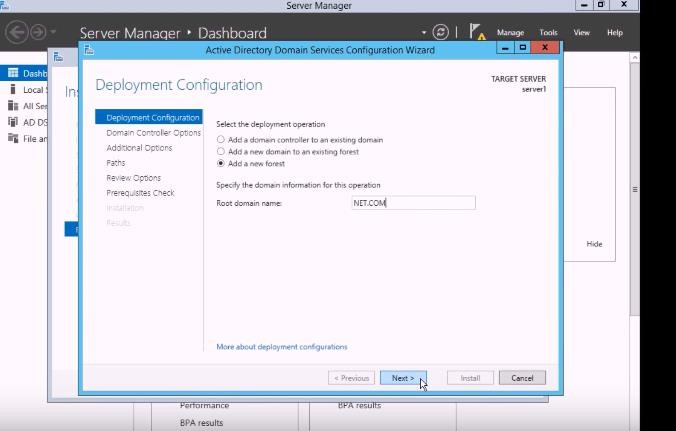 Server Manager
Server Manager • Dashboard
Manage Tools View Help
Active Directory Domain Services Configuration Wizard
Dashb
Local
All Ser
AD DS
File an
Deployment Configuration
TARGET SERVER
server1
Deployment Configuration
Domain Controller Options
Additional Options
Paths
Review Options
Prerequisites Check
Installation
Results
Select the deployment operation
Add a domain controller to an existing domain
Add a new domain to an existing forest
Add a new forest
Specify the domain information for this operation
Root domain name: NET.COM
Hide
More about deployment configurations
< Previous Next > Install Cancel
Performance BPA results
BPA results